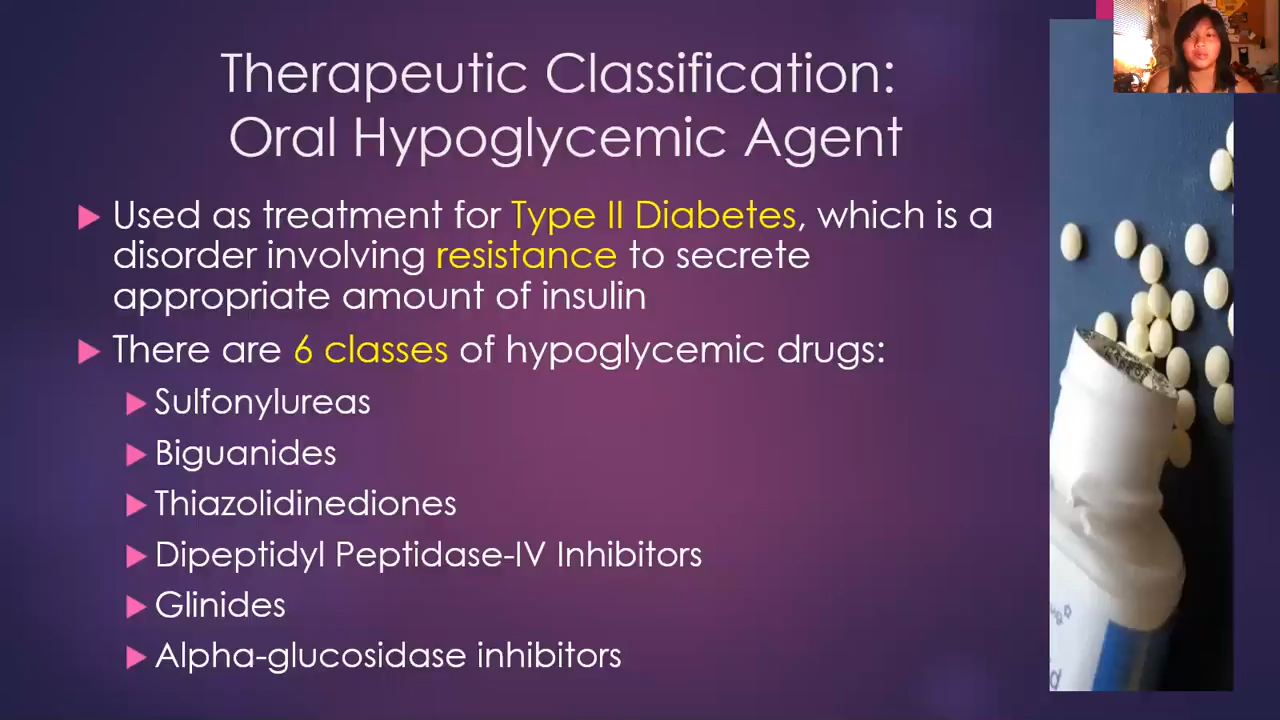 Therapeutic Classification:
Oral Hypoglycemic Agent
Used as treatment for Type II Diabetes, which is a
disorder involving resistance to secrete
appropriate amount of insulin
There are 6 classes of hypoglycemic drugs:
Sulfonylureas
Biguanides
Thiazolidinediones
Dipeptidyl Peptidase-IV Inhibitors
Glinides
Alpha-glucosidase inhibitors